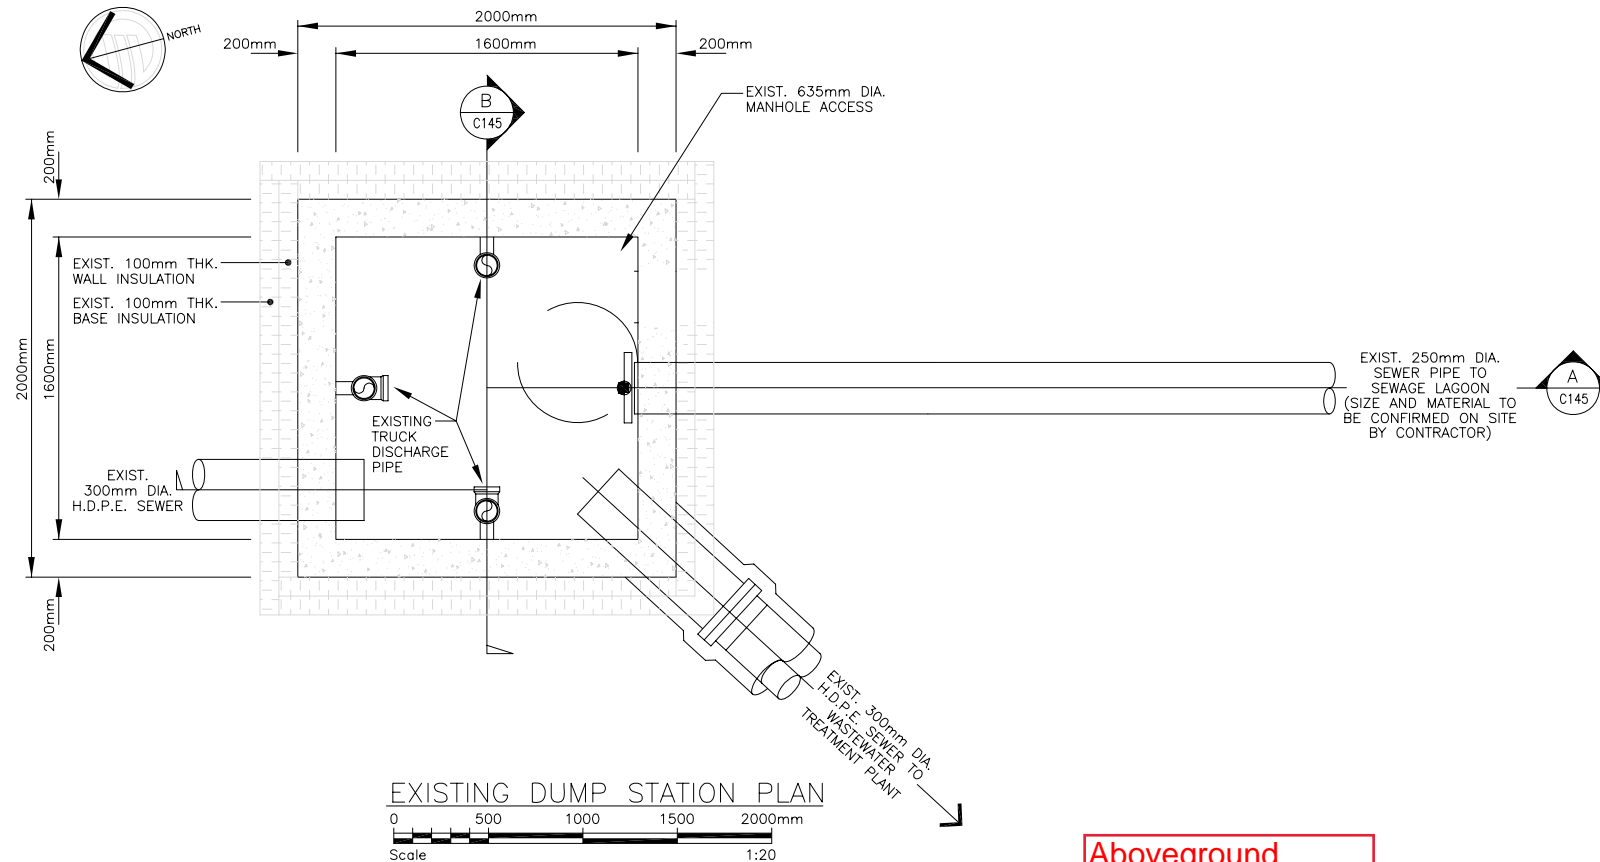 NORTH
2000mm
200mm
1600mm
200mm
B
C145
EXIST. 635mm DIA.
MANHOLE ACCESS
200mm
EXIST. 100mm THK.
WALL INSULATION
EXIST. 100mm THK.
BASE INSULATION
2000mm
1600mm
200mm
EXISTING
TRUCK
DISCHARGE
PIPE
EXIST.
300mm DIA.
H.D.P.E. SEWER
EXIST. 250mm DIA.
SEWER PIPE TO
SEWAGE LAGOON
(SIZE AND MATERIAL TO
BE CONFIRMED ON SITE
BY CONTRACTOR)
A
C145
EXIST. 300mm DIA.
H.D.P.E. SEWER TO
WASTEWATER
TREATMENT PLANT
EXISTING DUMP STATION PLAN
0 500 1000 1500 2000mm
Scale 1:20
Aboveground